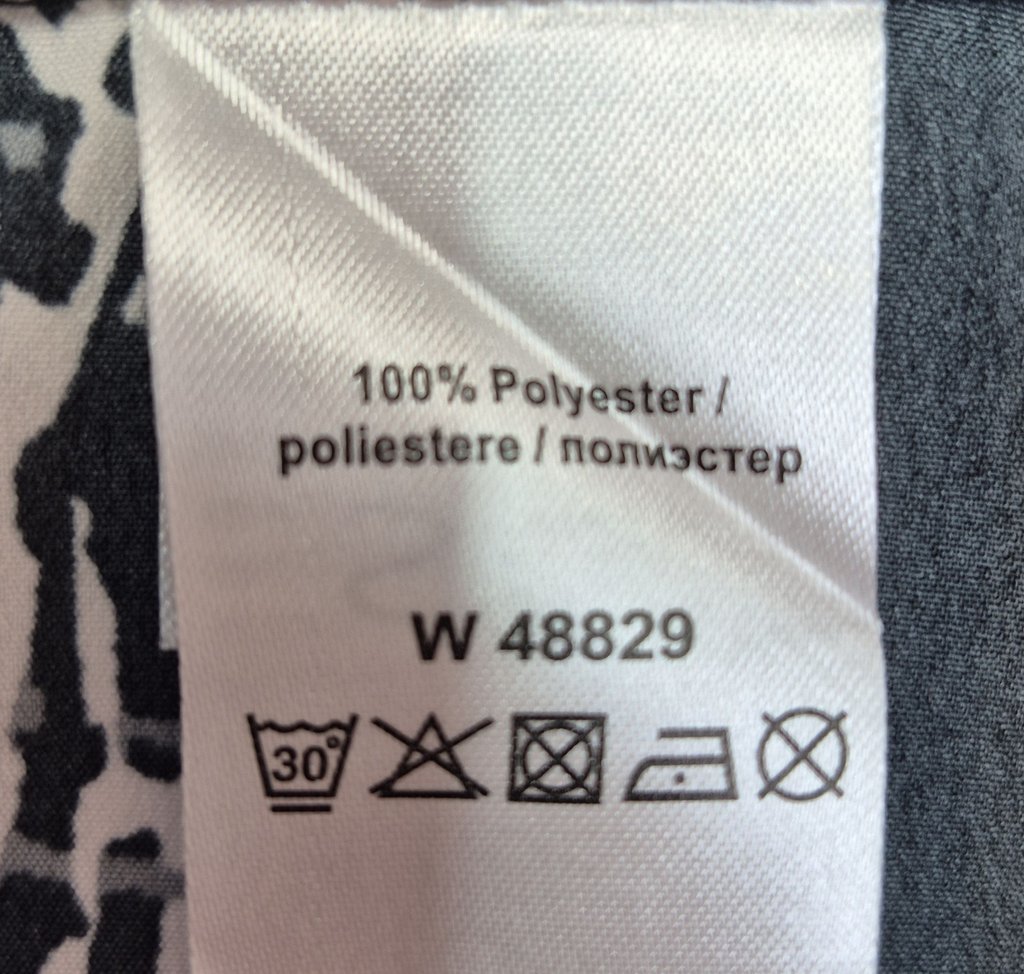 100% Polyester /
poliestere / полиэстер
W 48829
30°